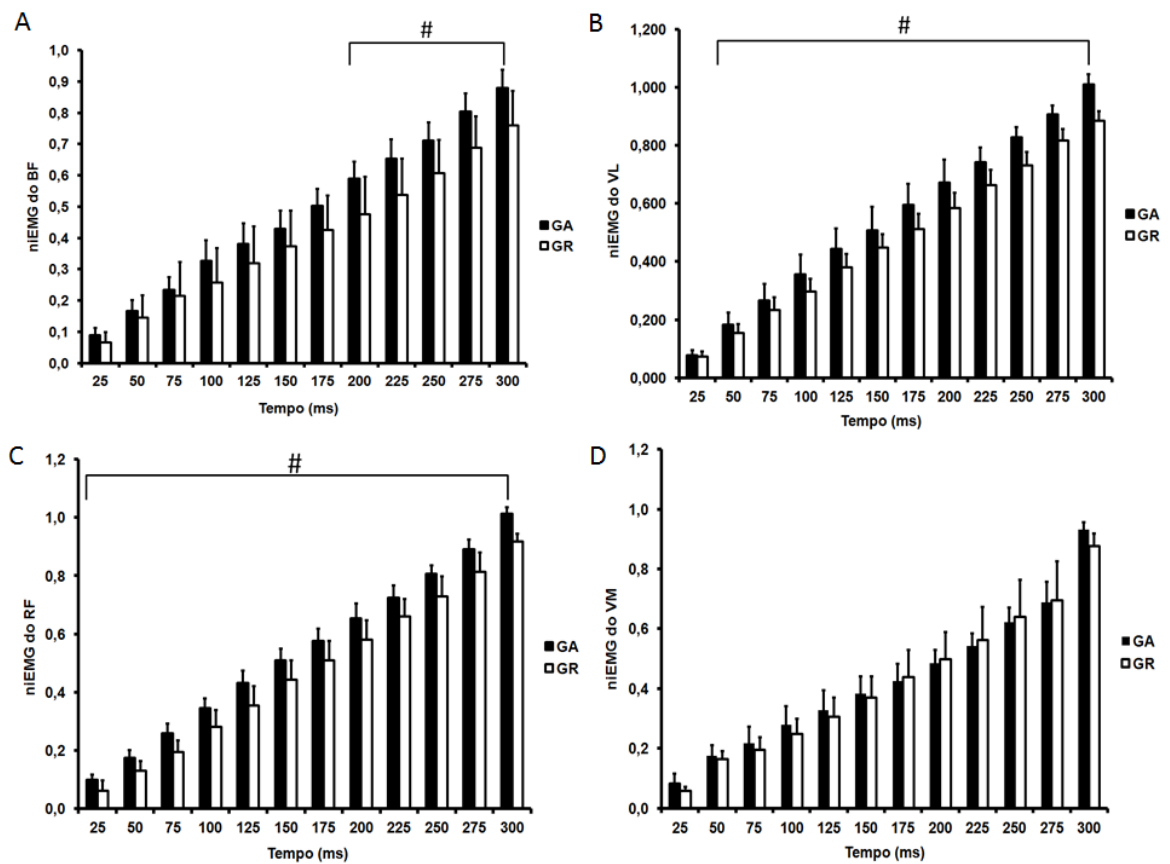 A
#
1,0
0,9
0,8
0,7
0,6
0,5
0,4
0,3
0,2
0,1
0,0
niEMG do BF
25 50 75 100 125 150 175 200 225 250 275 300
Tempo (ms)
GA
GR
B
#
1,200
1,000
0,800
0,600
0,400
0,200
0,000
niEMG do VL
25 50 75 100 125 150 175 200 225 250 275 300
Tempo (ms)
GA
GR
C
#
1,2
1,0
0,8
0,6
0,4
0,2
0,0
niEMG do RF
25 50 75 100 125 150 175 200 225 250 275 300
Tempo (ms)
GA
GR
D
1,2
1,0
0,8
0,6
0,4
0,2
0,0
niEMG do VM
25 50 75 100 125 150 175 200 225 250 275 300
Tempo (ms)
GA
GR